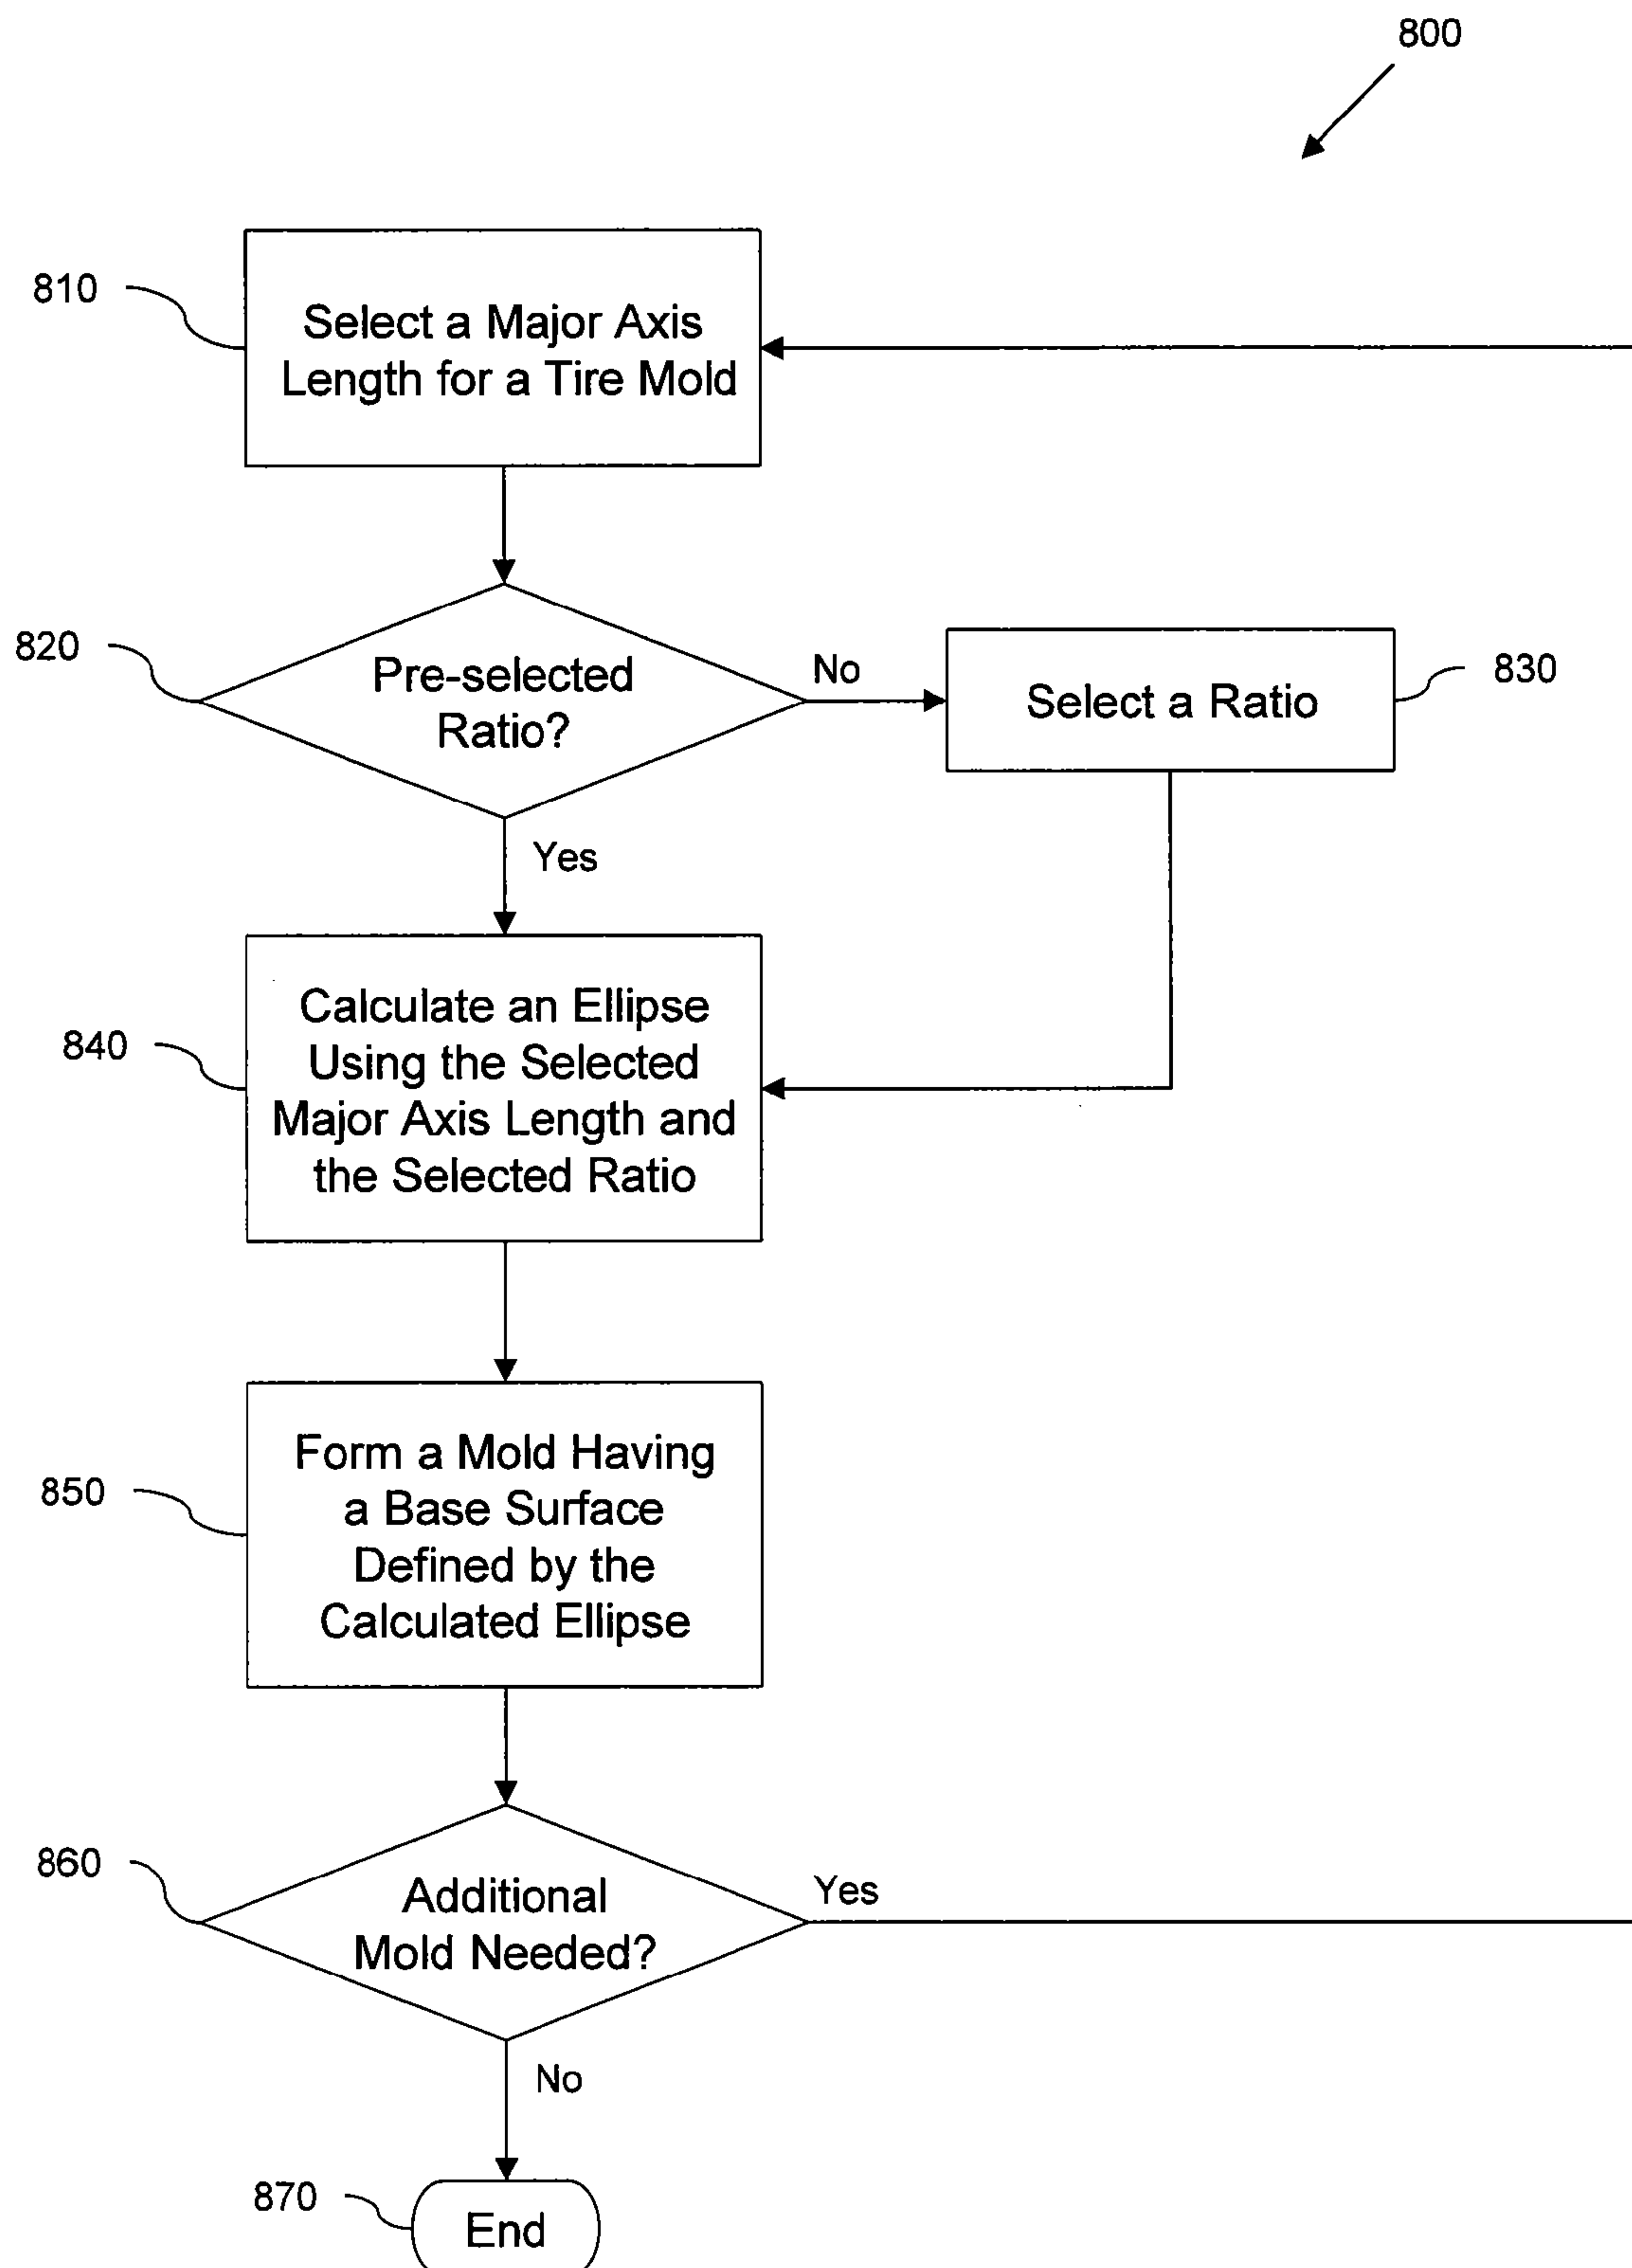 800
810
Select a Major Axis
Length for a Tire Mold
820
Pre-selected
Ratio?
No
Select a Ratio
830
Yes
840
Calculate an Ellipse
Using the Selected
Major Axis Length and
the Selected Ratio
850
Form a Mold Having
a Base Surface
Defined by the
Calculated Ellipse
860
Additional
Mold Needed?
Yes
No
870
End